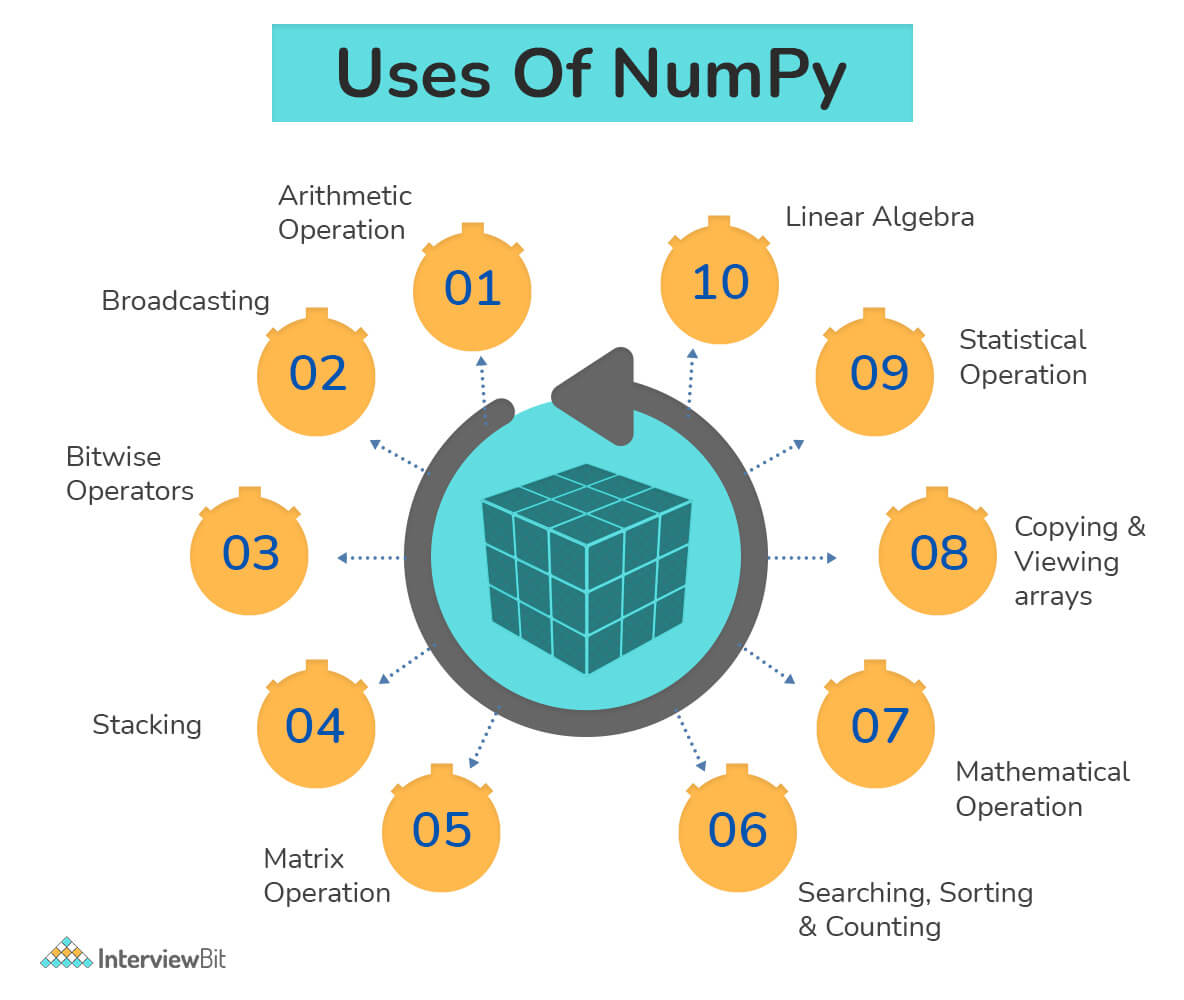 Uses Of NumPy
01
Arithmetic
Operation
02
Broadcasting
03
Bitwise
Operators
04
Stacking
05
Matrix
Operation
06
Searching, Sorting
& Counting
07
Mathematical
Operation
08
Copying &
Viewing
arrays
09
Statistical
Operation
10
Linear Algebra
InterviewBit